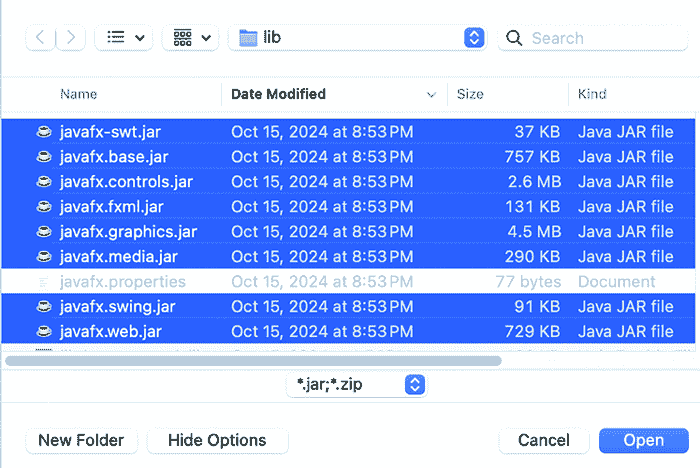 lib
Search
Name Date Modified Size Kind
javafx-swt.jar Oct 15, 2024 at 8:53 PM 37 KB Java JAR file
javafx.base.jar Oct 15, 2024 at 8:53 PM 757 KB Java JAR file
javafx.controls.jar Oct 15, 2024 at 8:53 PM 2.6 MB Java JAR file
javafx.fxml.jar Oct 15, 2024 at 8:53 PM 131 KB Java JAR file
javafx.graphics.jar Oct 15, 2024 at 8:53 PM 4.5 MB Java JAR file
javafx.media.jar Oct 15, 2024 at 8:53 PM 290 KB Java JAR file
javafx.properties Oct 15, 2024 at 8:53 PM 77 bytes Document
javafx.swing.jar Oct 15, 2024 at 8:53 PM 91 KB Java JAR file
javafx.web.jar Oct 15, 2024 at 8:53 PM 729 KB Java JAR file
*.jar;*.zip
New Folder Hide Options Cancel Open